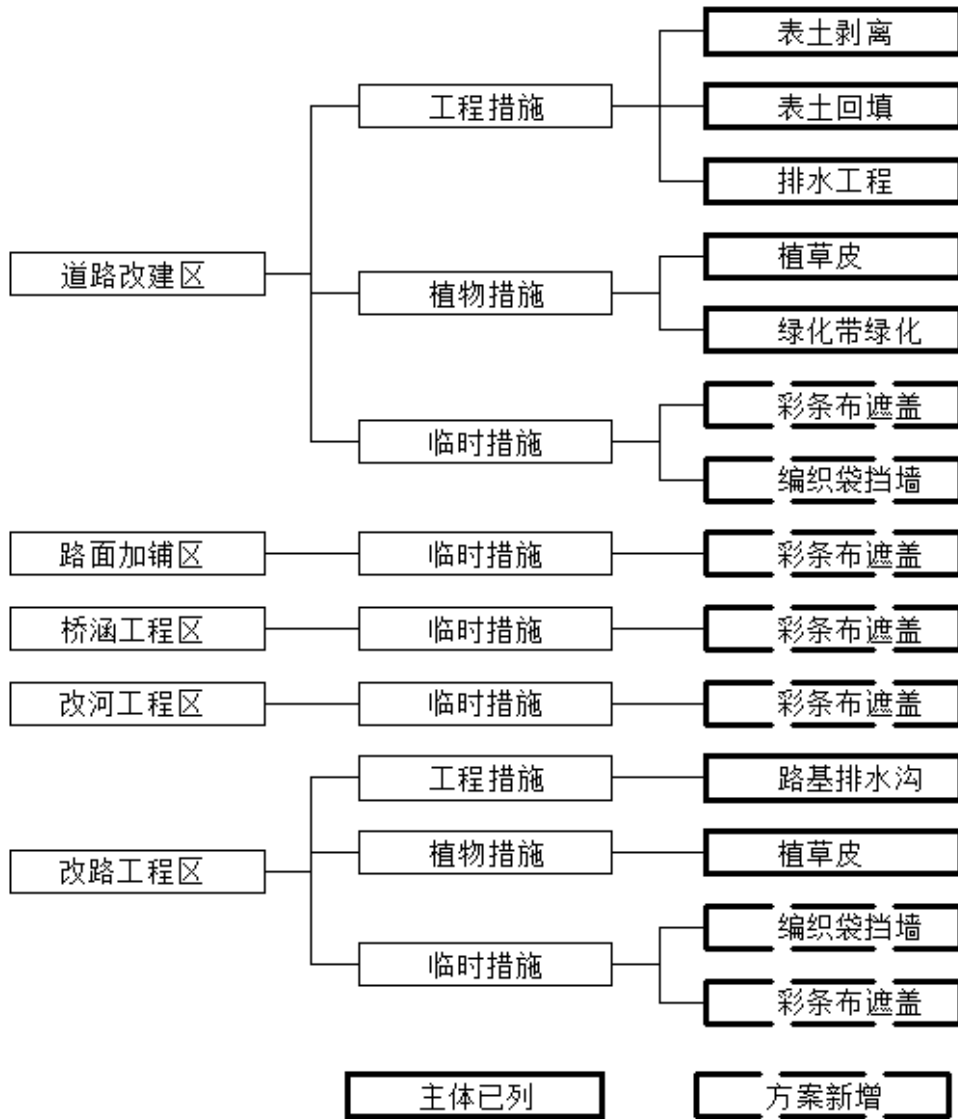 表土剥离
工程措施
表土回填
排水工程
道路改建区
植物措施
植草皮
绿化带绿化
临时措施
彩条布遮盖
编织袋挡墙
路面加铺区
临时措施
彩条布遮盖
桥涵工程区
临时措施
彩条布遮盖
改河工程区
临时措施
彩条布遮盖
改路工程区
工程措施
路基排水沟
植物措施
植草皮
临时措施
编织袋挡墙
彩条布遮盖
主体已列
方案新增